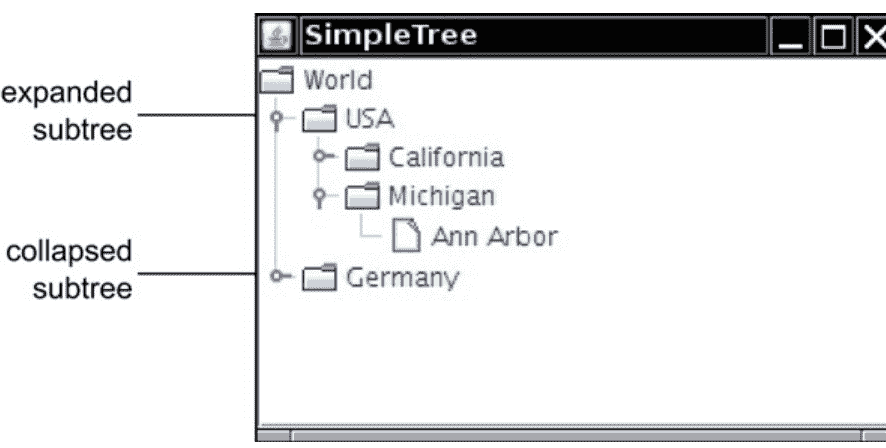 SimpleTree
World
expanded
subtree
USA
California
Michigan
Ann Arbor
collapsed
subtree
Germany